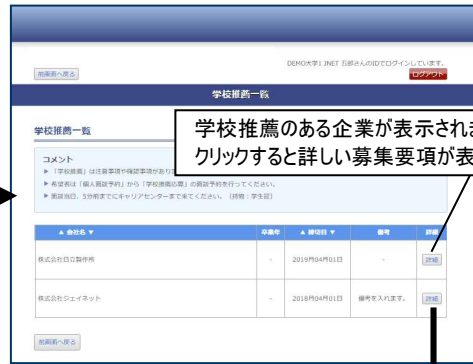 DEMO大学1 JNET 五郎さんのIDでログインしています。
前画面へ戻る
ログアウト
学校推薦一覧
学校推薦一覧
学校推薦のある企業が表示されま
クリックすると詳しい募集要項が表
コメント
▶ 「学校推薦」は注意事項や確認事項があり
▶ 希望者は「個人面談予約」から「学校推薦応募」の面談予約を行ってください。
▶ 面談当日、5分前までにキャリアセンターまで来てください。（持物：学生証）
▲ 会社名 ▼ 卒業年 ▲ 締切日 ▼ 備考 詳細
株式会社日立製作所 - 2019年04月01日 - 詳細
株式会社ジェイネット - 2018年04月01日 備考を入れます。 詳細
前画面へ戻る